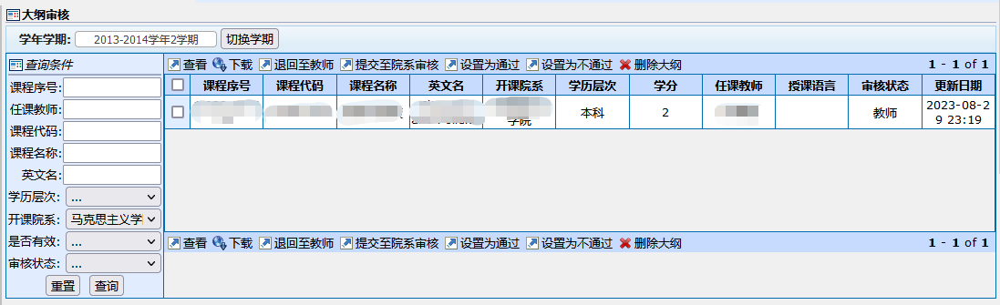 大纲审核
学年学期: 2013-2014学年2学期 切换学期
查询条件
课程序号:
任课教师:
课程代码:
课程名称:
英文名:
学历层次: ...
开课院系: 马克思主义学
是否有效: ...
审核状态: ...
重置 查询
查看 下载 退回至教师 提交至院系审核 设置为通过 设置为不通过 删除大纲 1 - 1 of 1
课程序号 课程代码 课程名称 英文名 开课院系 学历层次 学分 任课教师 授课语言 审核状态 更新日期
学院 本科 2 教师 2023-08-2
9 23:19
查看 下载 退回至教师 提交至院系审核 设置为通过 设置为不通过 删除大纲 1 - 1 of 1